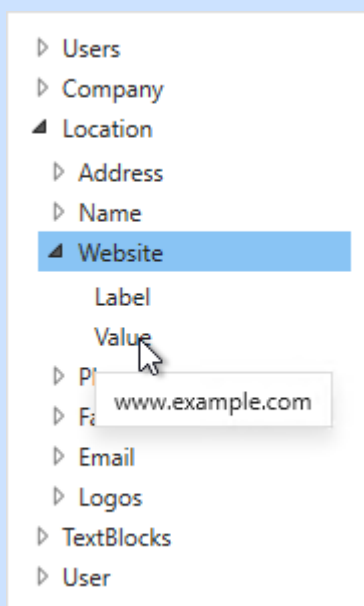 Users
Company
Location
Address
Name
Website
Label
Value
www.example.com
Email
Logos
TextBlocks
User